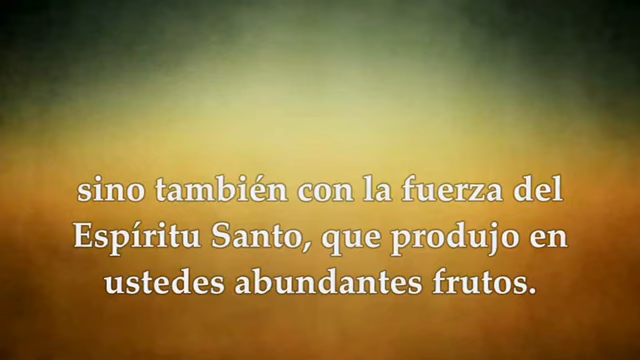 sino también con la fuerza del
Espíritu Santo, que produjo en
ustedes abundantes frutos.